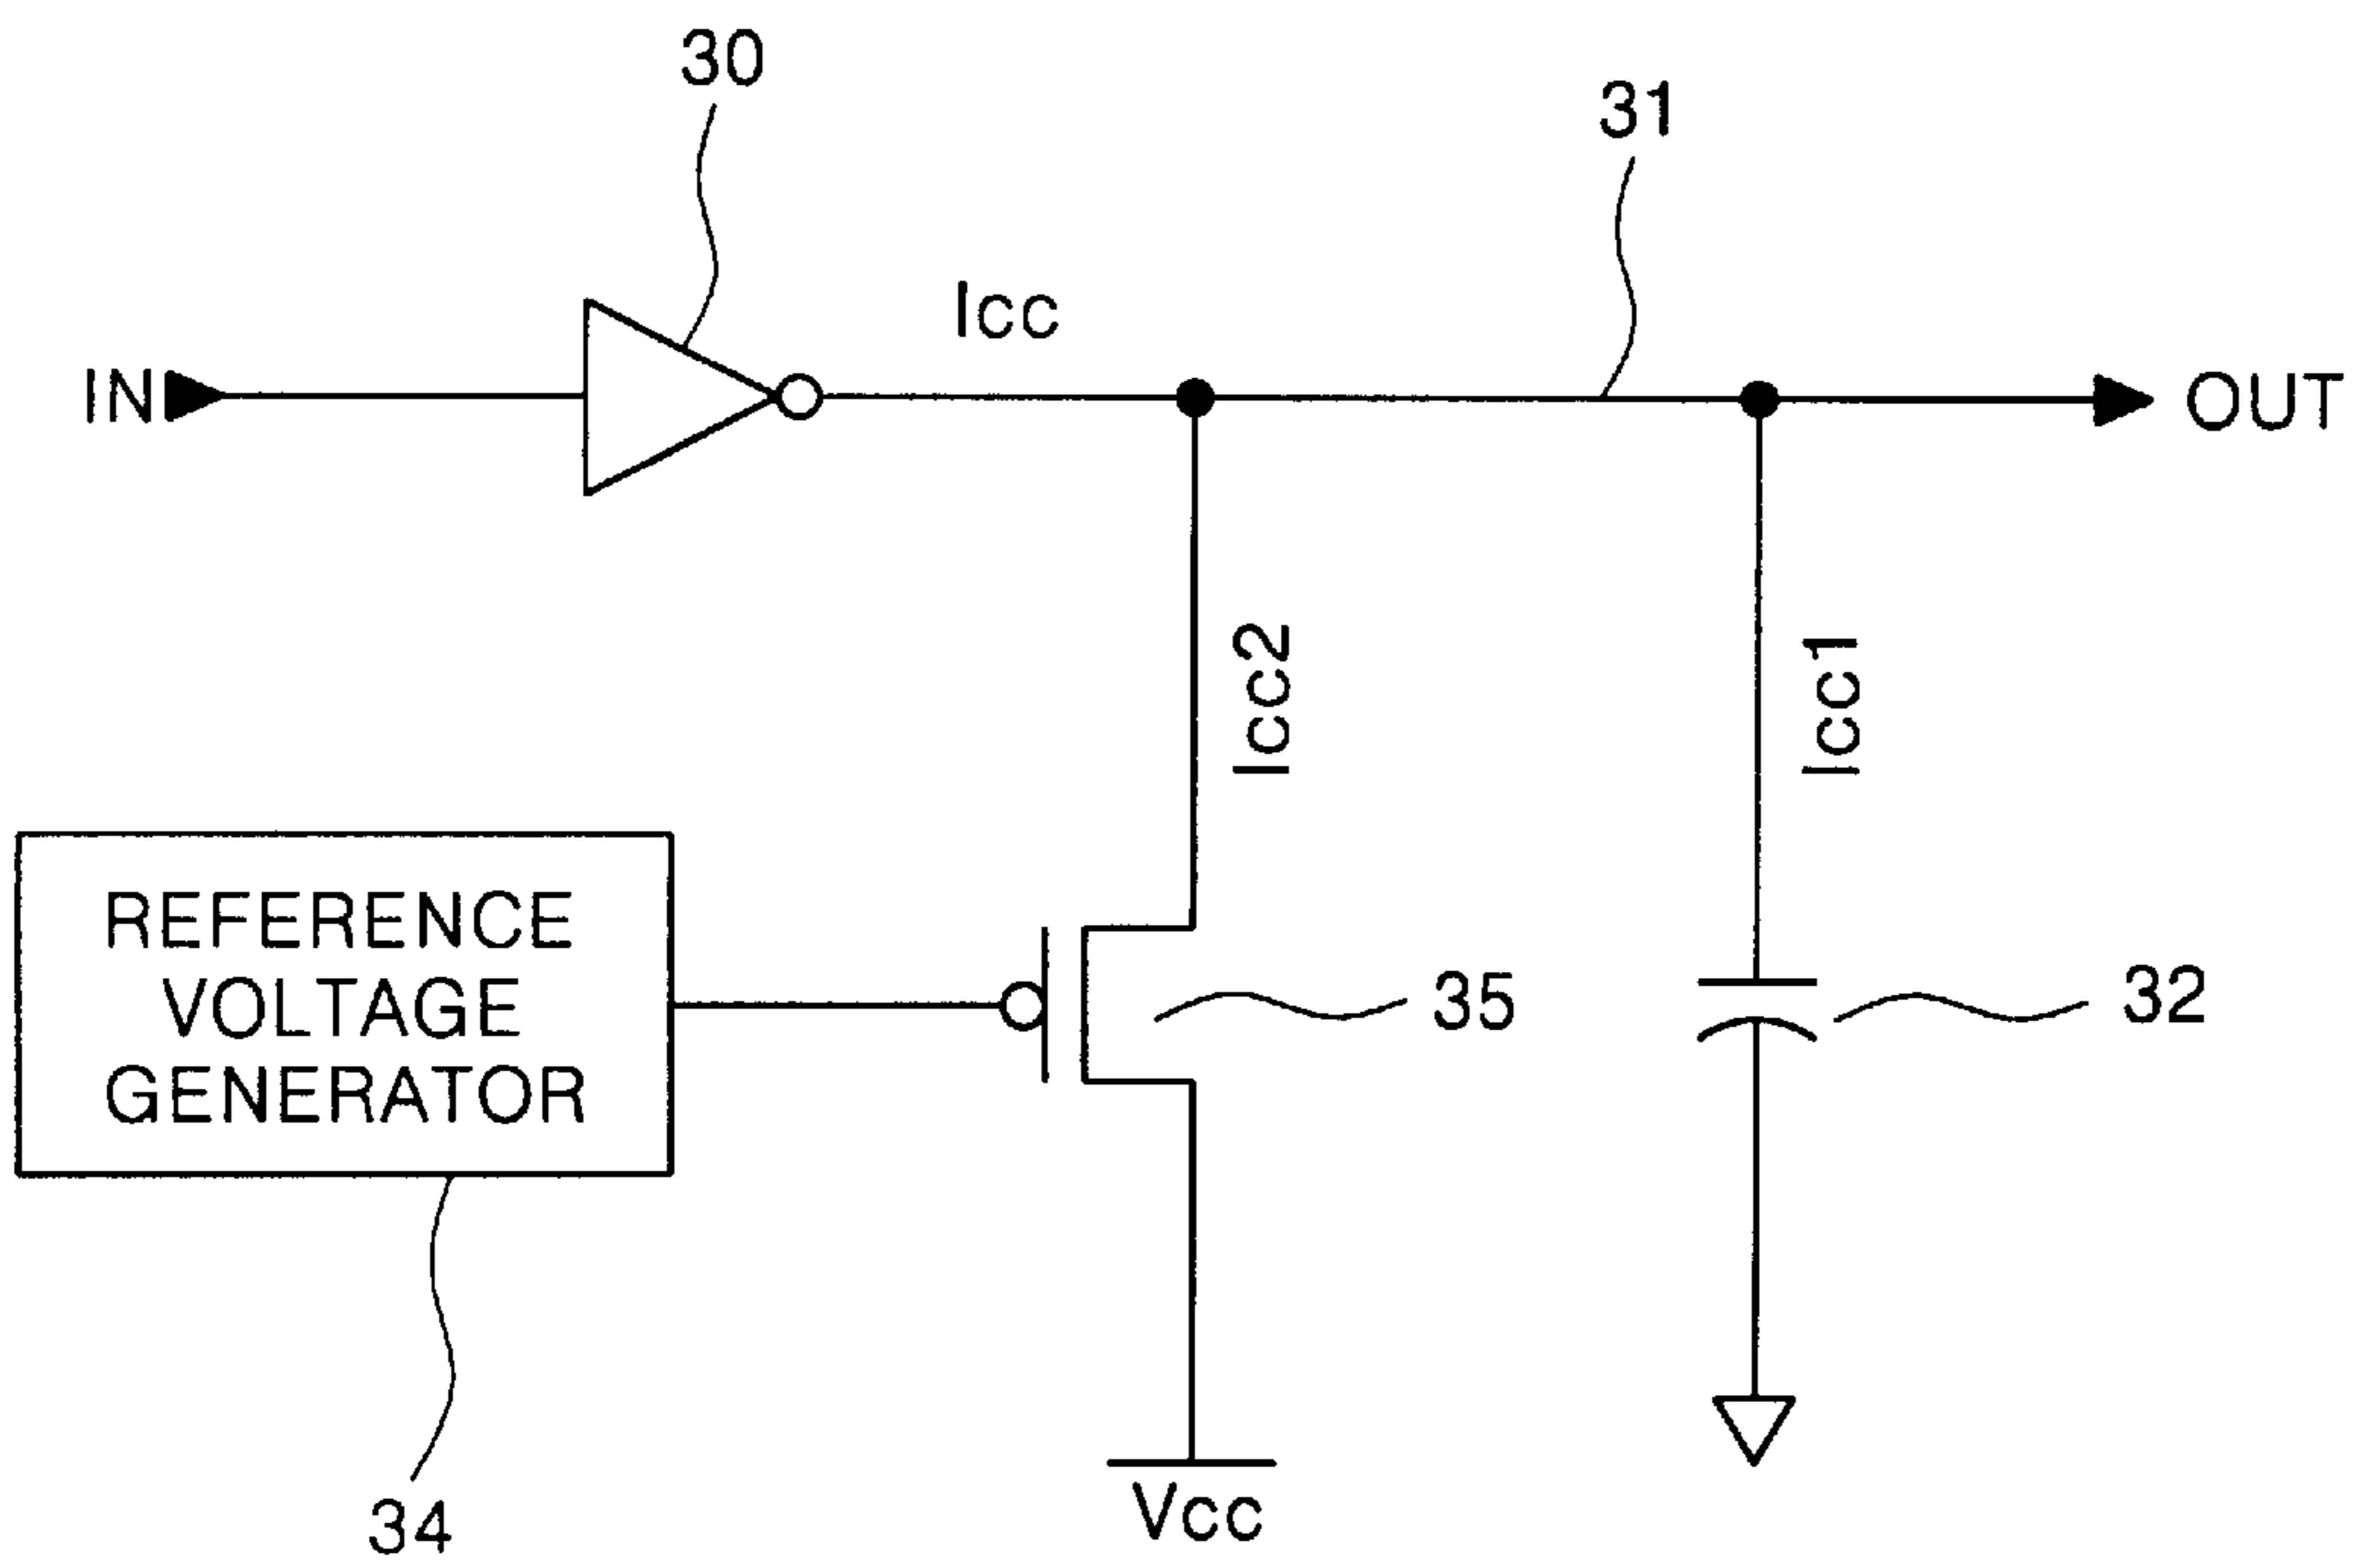 30
31
Icc
IN
OUT
Icc2
Icc1
REFERENCE
VOLTAGE
GENERATOR
35
32
34
Vcc